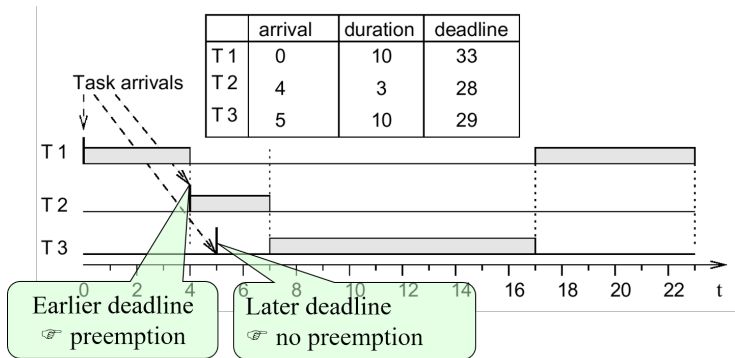 arrival duration deadline
T 1 0 10 33
T 2 4 3 28
T 3 5 10 29
Task arrivals
T 1
T 2
T 3
0 2 4 6 8 10 12 14 16 18 20 22 t
Earlier deadline
☞ preemption
Later deadline
☞ no preemption